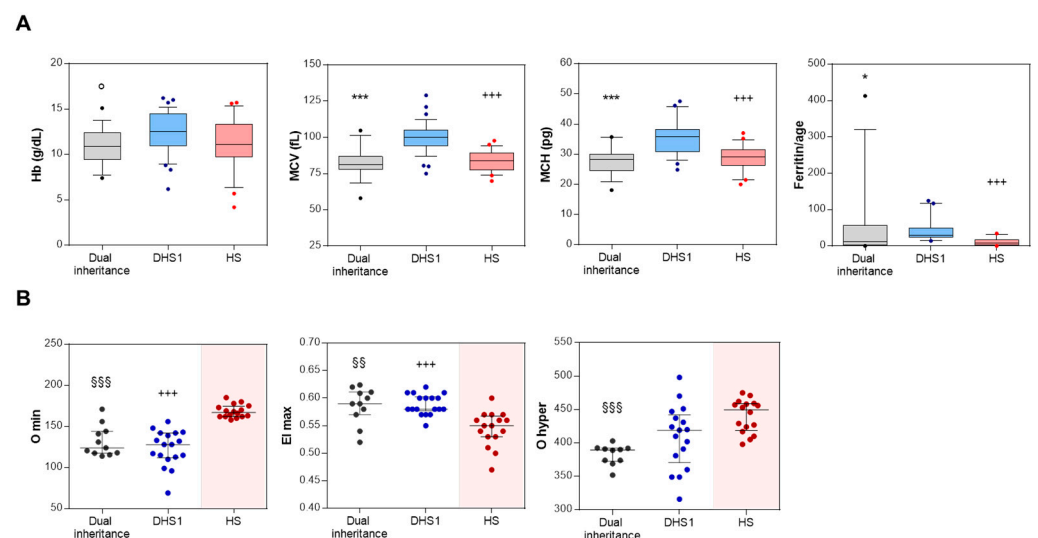 A
Hb (g/dL)
20
15
10
5
0
○
Dual
inheritance
DHS1
HS
MCV (fL)
150
125
100
75
50
25
***
+++
Dual
inheritance
DHS1
HS
MCH (pg)
60
50
40
30
20
10
0
***
+++
Dual
inheritance
DHS1
HS
Ferritin/age
500
400
300
200
100
0
*
+++
Dual
inheritance
DHS1
HS
B
O min
250
200
150
100
50
§§§
+++
Dual
inheritance
DHS1
HS
EI max
0.70
0.65
0.60
0.55
0.50
0.45
0.40
§§
+++
Dual
inheritance
DHS1
HS
O hyper
550
500
450
400
350
300
§§§
Dual
inheritance
DHS1
HS